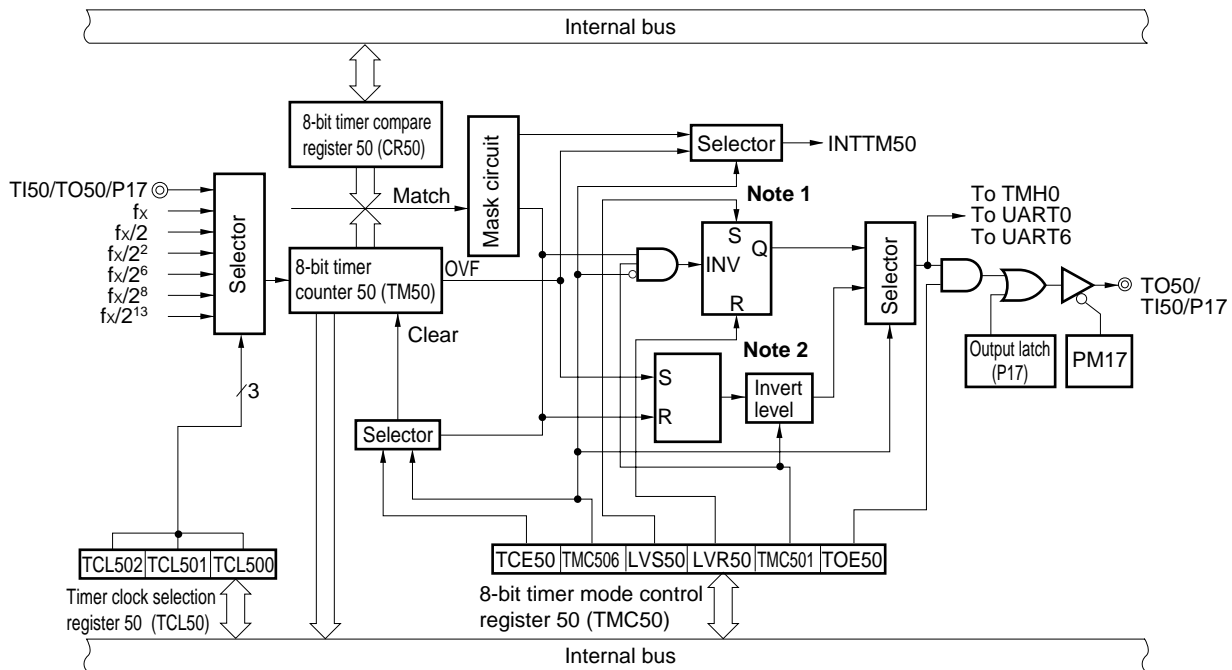 Internal bus
8-bit timer compare
register 50 (CR50)
Mask circuit
Selector
INTTM50
TI50/TO50/P17
fX
fX/2
fX/2²
fX/2⁶
fX/2⁸
fX/2¹³
Selector
Match
Note 1
S
INV
Q
R
Selector
To TMH0
To UART0
To UART6
8-bit timer
counter 50 (TM50)
OVF
Clear
TO50/
TI50/P17
Note 2
Output latch
(P17)
PM17
S
R
Invert
level
3
Selector
TCL502
TCL501
TCL500
Timer clock selection
register 50 (TCL50)
TCE50
TMC506
LVS50
LVR50
TMC501
TOE50
8-bit timer mode control
register 50 (TMC50)
Internal bus